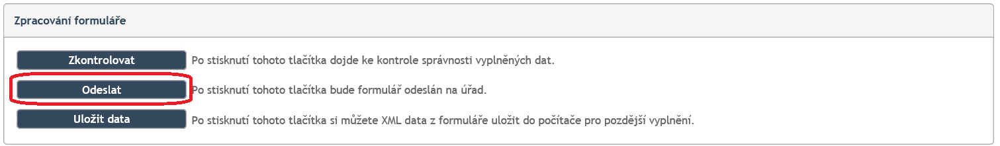 Zpracování formuláře
Zkontrolovat Po stisknutí tohoto tlačítka dojde ke kontrole správnosti vyplněných dat.
Odeslat Po stisknutí tohoto tlačítka bude formulář odeslán na úřad.
Uložit data Po stisknutí tohoto tlačítka si můžete XML data z formuláře uložit do počítače pro pozdější vyplnění.